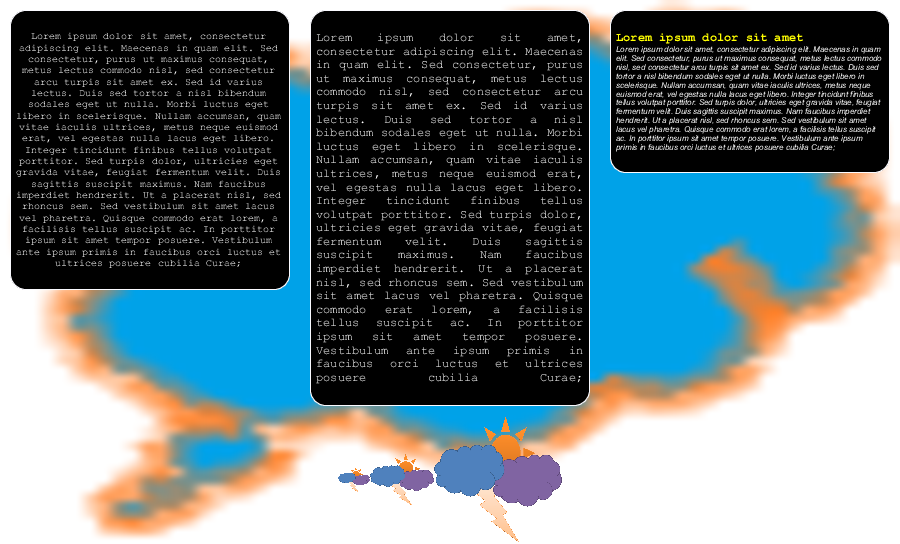 Lorem ipsum dolor sit amet, consectetur
adipiscing elit. Maecenas in quam elit. Sed
consectetur, purus ut maximus consequat,
metus lectus commodo nisl, sed consectetur
arcu turpis sit amet ex. Sed id varius
lectus. Duis sed tortor a nisl bibendum
sodales eget ut nulla. Morbi luctus eget
libero in scelerisque. Nullam accumsan, quam
vitae iaculis ultrices, metus neque euismod
erat, vel egestas nulla lacus eget libero.
Integer tincidunt finibus tellus volutpat
porttitor. Sed turpis dolor, ultricies eget
gravida vitae, feugiat fermentum velit. Duis
sagittis suscipit maximus. Nam faucibus
imperdiet hendrerit. Ut a placerat nisl, sed
rhoncus sem. Sed vestibulum sit amet lacus
vel pharetra. Quisque commodo erat lorem, a
facilisis tellus suscipit ac. In porttitor
ipsum sit amet tempor posuere. Vestibulum
ante ipsum primis in faucibus orci luctus et
ultrices posuere cubilia Curae;
Lorem ipsum dolor sit amet,
consectetur adipiscing elit. Maecenas
in quam elit. Sed consectetur, purus
ut maximus consequat, metus lectus
commodo nisl, sed consectetur arcu
turpis sit amet ex. Sed id varius
lectus. Duis sed tortor a nisl
bibendum sodales eget ut nulla. Morbi
luctus eget libero in scelerisque.
Nullam accumsan, quam vitae iaculis
ultrices, metus neque euismod erat,
vel egestas nulla lacus eget libero.
Integer tincidunt finibus tellus
volutpat porttitor. Sed turpis dolor,
ultricies eget gravida vitae, feugiat
fermentum velit. Duis sagittis
suscipit maximus. Nam faucibus
imperdiet hendrerit. Ut a placerat
nisl, sed rhoncus sem. Sed vestibulum
sit amet lacus vel pharetra. Quisque
commodo erat lorem, a facilisis
tellus suscipit ac. In porttitor
ipsum sit amet tempor posuere.
Vestibulum ante ipsum primis in
faucibus orci luctus et ultrices
posuere cubilia Curae;
Lorem ipsum dolor sit amet
Lorem ipsum dolor sit amet, consectetur adipiscing elit. Maecenas in quam
elit. Sed consectetur, purus ut maximus consequat, metus lectus commodo
nisl, sed consectetur arcu turpis sit amet ex. Sed id varius lectus. Duis sed
tortor a nisl bibendum sodales eget ut nulla. Morbi luctus eget libero in
scelerisque. Nullam accumsan, quam vitae iaculis ultrices, metus neque
euismod erat, vel egestas nulla lacus eget libero. Integer tincidunt finibus
tellus volutpat porttitor. Sed turpis dolor, ultricies eget gravida vitae, feugiat
fermentum velit. Duis sagittis suscipit maximus. Nam faucibus imperdiet
hendrerit. Ut a placerat nisl, sed rhoncus sem. Sed vestibulum sit amet
lacus vel pharetra. Quisque commodo erat lorem, a facilisis tellus suscipit
ac. In porttitor ipsum sit amet tempor posuere. Vestibulum ante ipsum
primis in faucibus orci luctus et ultrices posuere cubilia Curae;